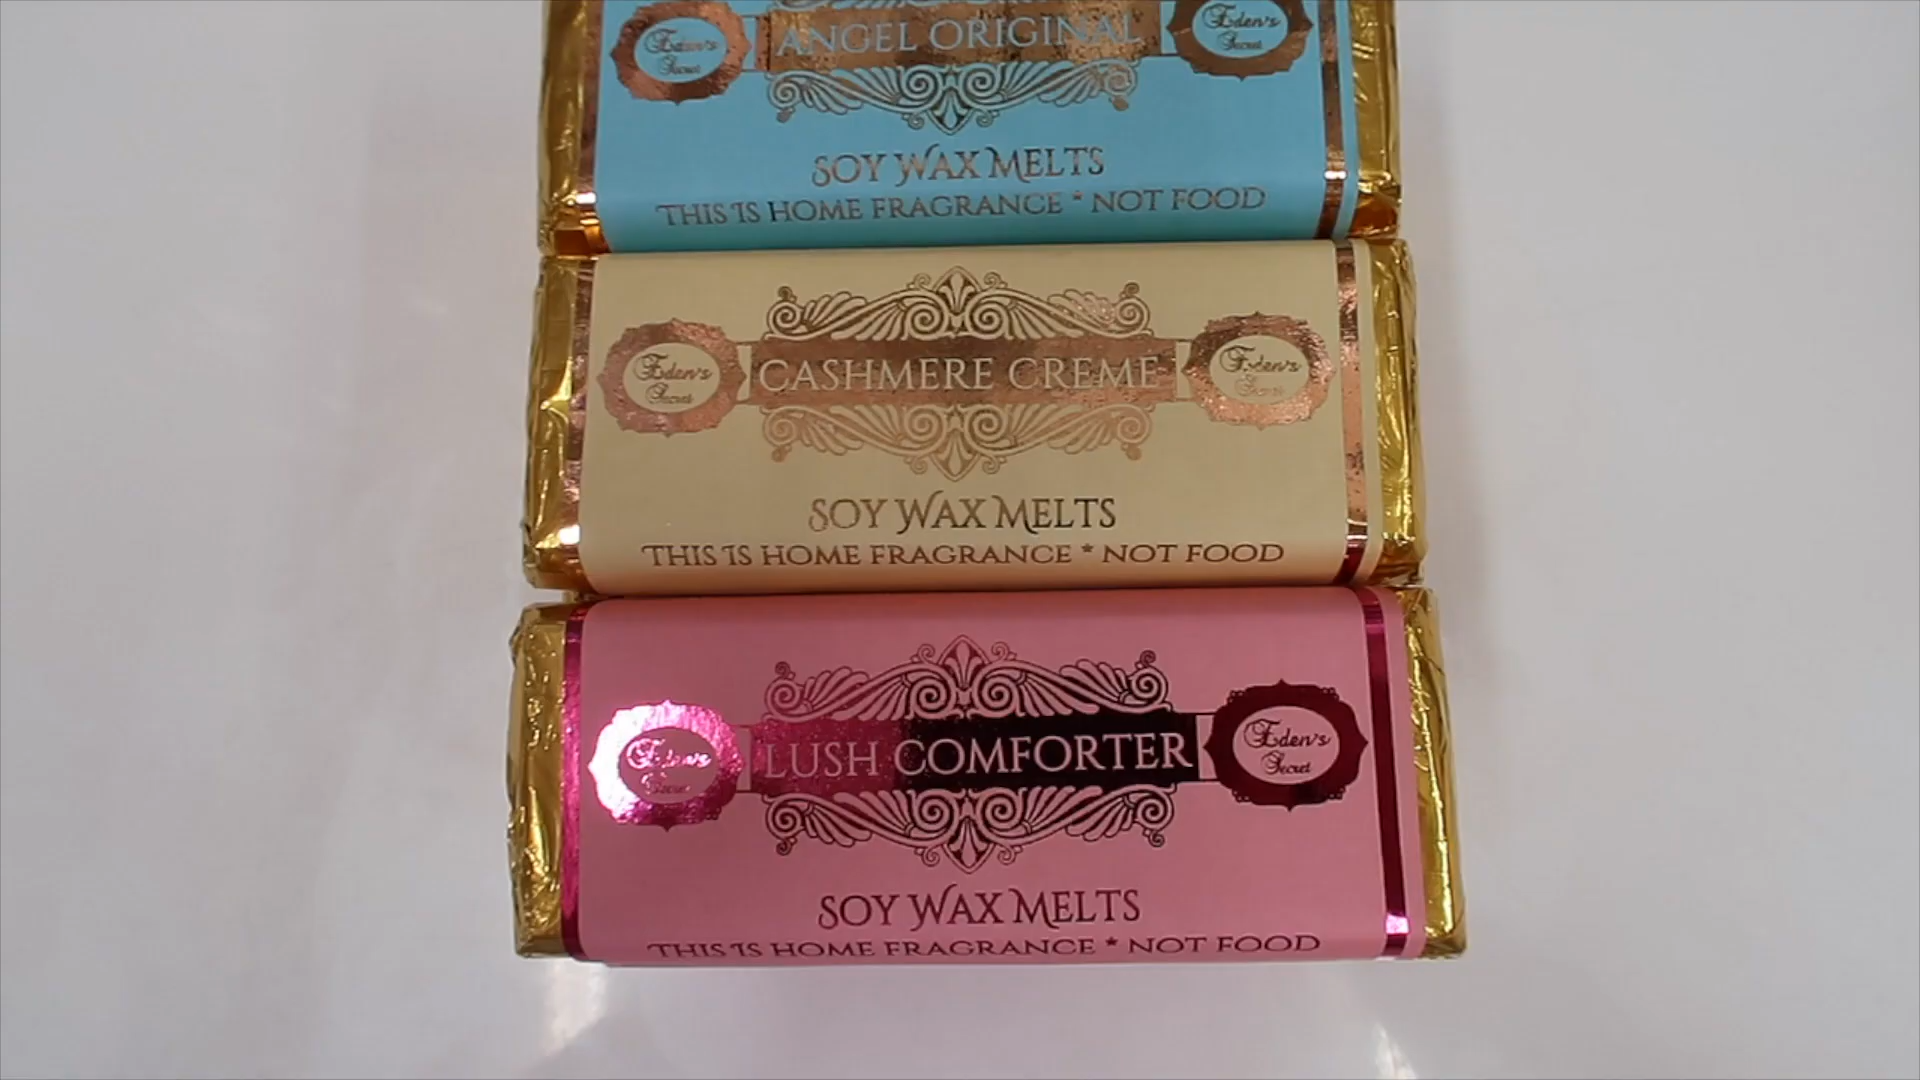 Eden's Secret ANGEL ORIGINAL Eden's Secret
SOY WAX MELTS
THIS IS HOME FRAGRANCE * NOT FOOD
Eden's Secret CASHMERE CREME Eden's Secret
SOY WAX MELTS
THIS IS HOME FRAGRANCE * NOT FOOD
Eden's Secret LUSH COMFORTER Eden's Secret
SOY WAX MELTS
THIS IS HOME FRAGRANCE * NOT FOOD